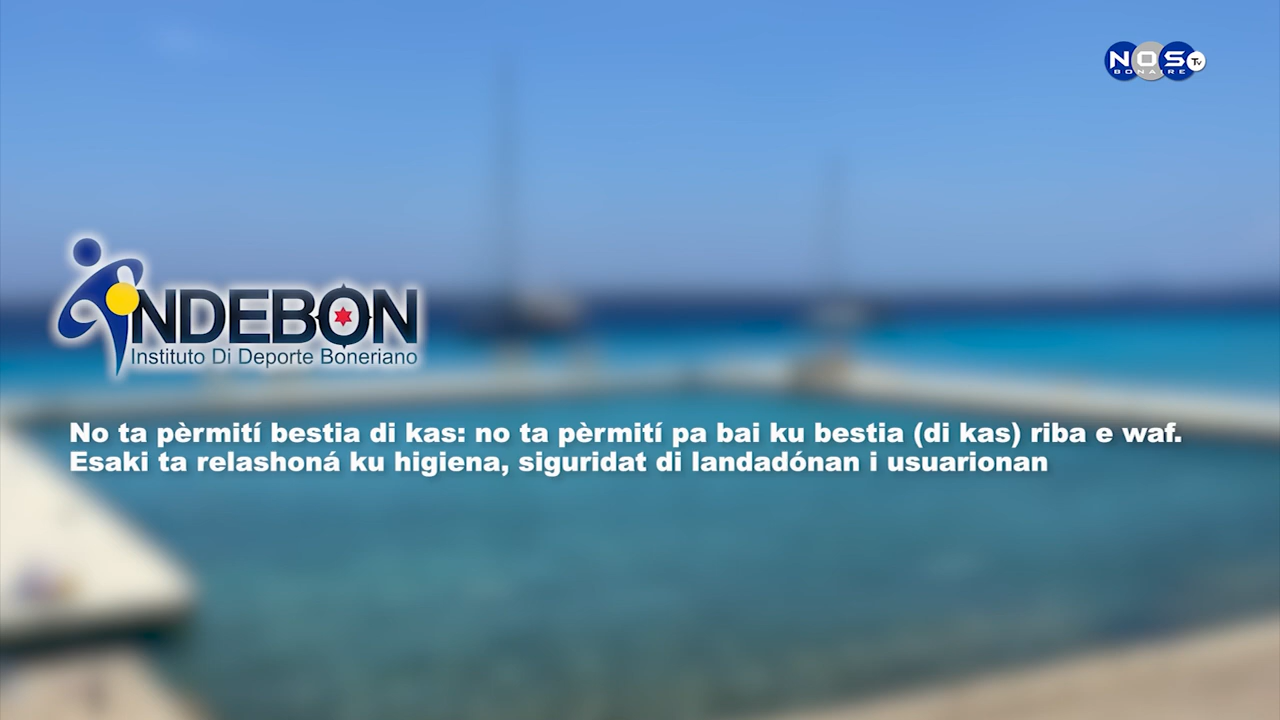 NOS TV
BONAIRE
INDEBON
Instituto Di Deporte Boneriano
No ta pèrmití bestia di kas: no ta pèrmití pa bai ku bestia (di kas) riba e waf.
Esaki ta relashoná ku higiena, siguridat di landadónan i usuarionan